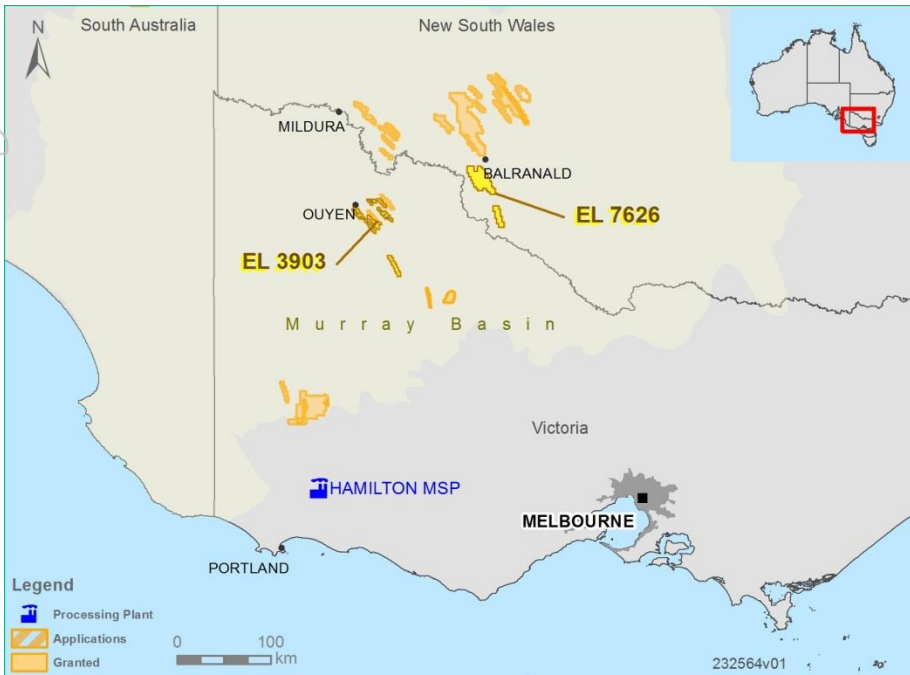 South Australia
New South Wales
N
MILDURA
BALRANALD
OUYEN
EL 7626
EL 3903
Murray Basin
Victoria
HAMILTON MSP
MELBOURNE
PORTLAND
Legend
Processing Plant
Applications
Granted
0 100
km
232564v01